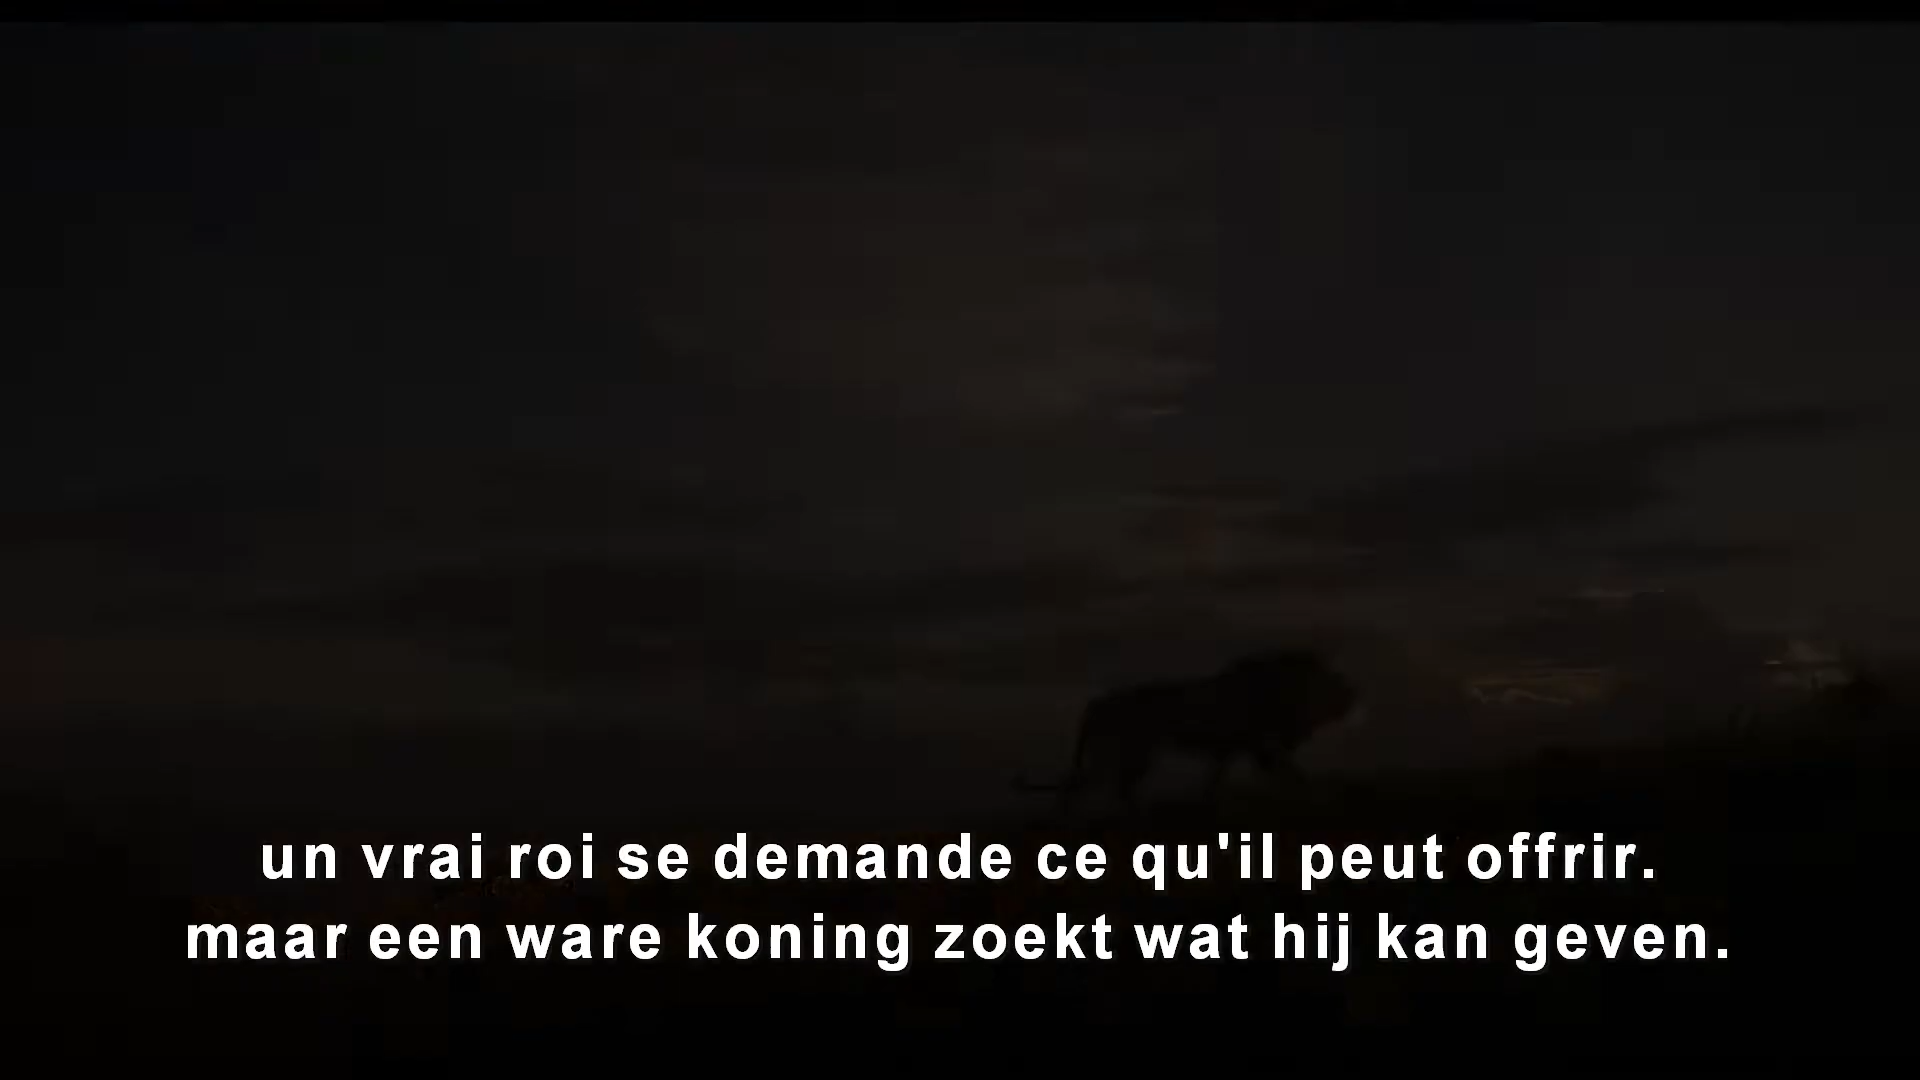 un vrai roi se demande ce qu'il peut offrir.
maar een ware koning zoekt wat hij kan geven.